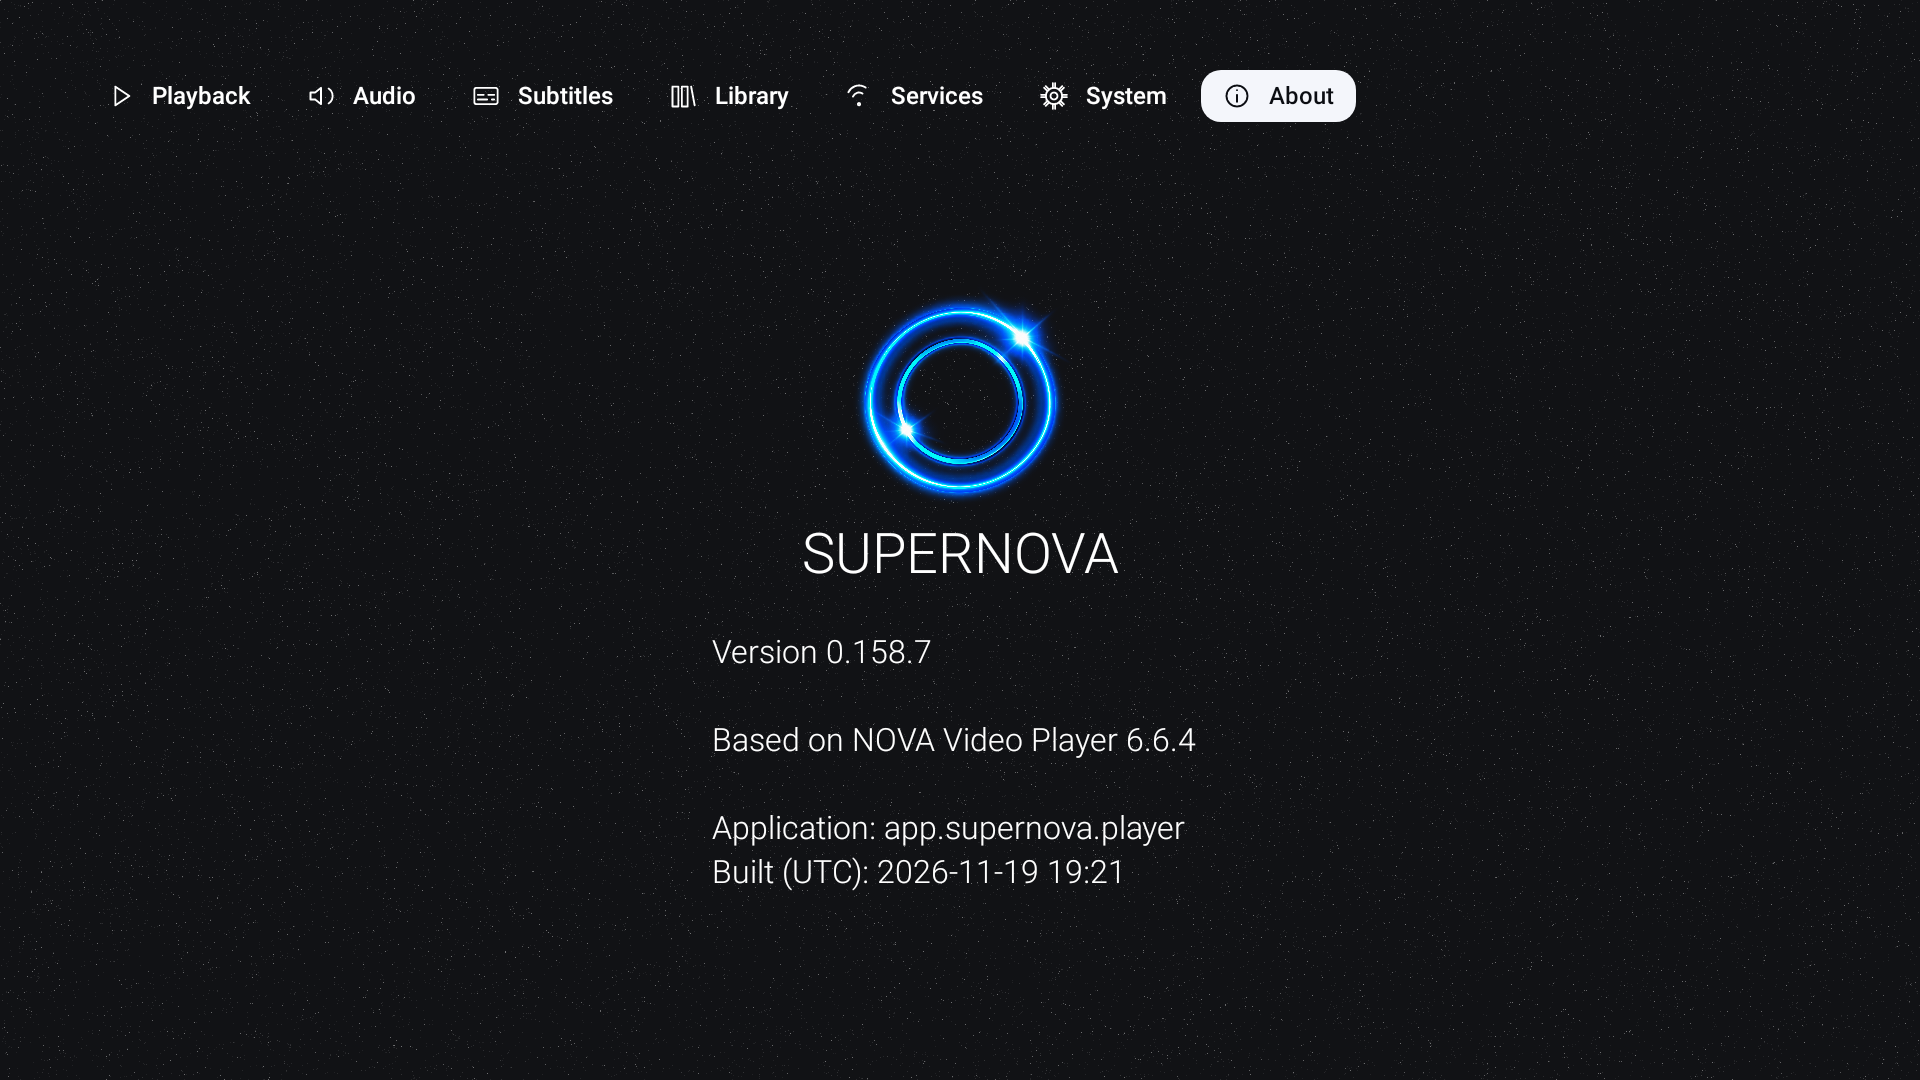 Playback
Audio
Subtitles
Library
Services
System
About
SUPERNOVA
Version 0.158.7
Based on NOVA Video Player 6.6.4
Application: app.supernova.player
Built (UTC): 2026-11-19 19:21